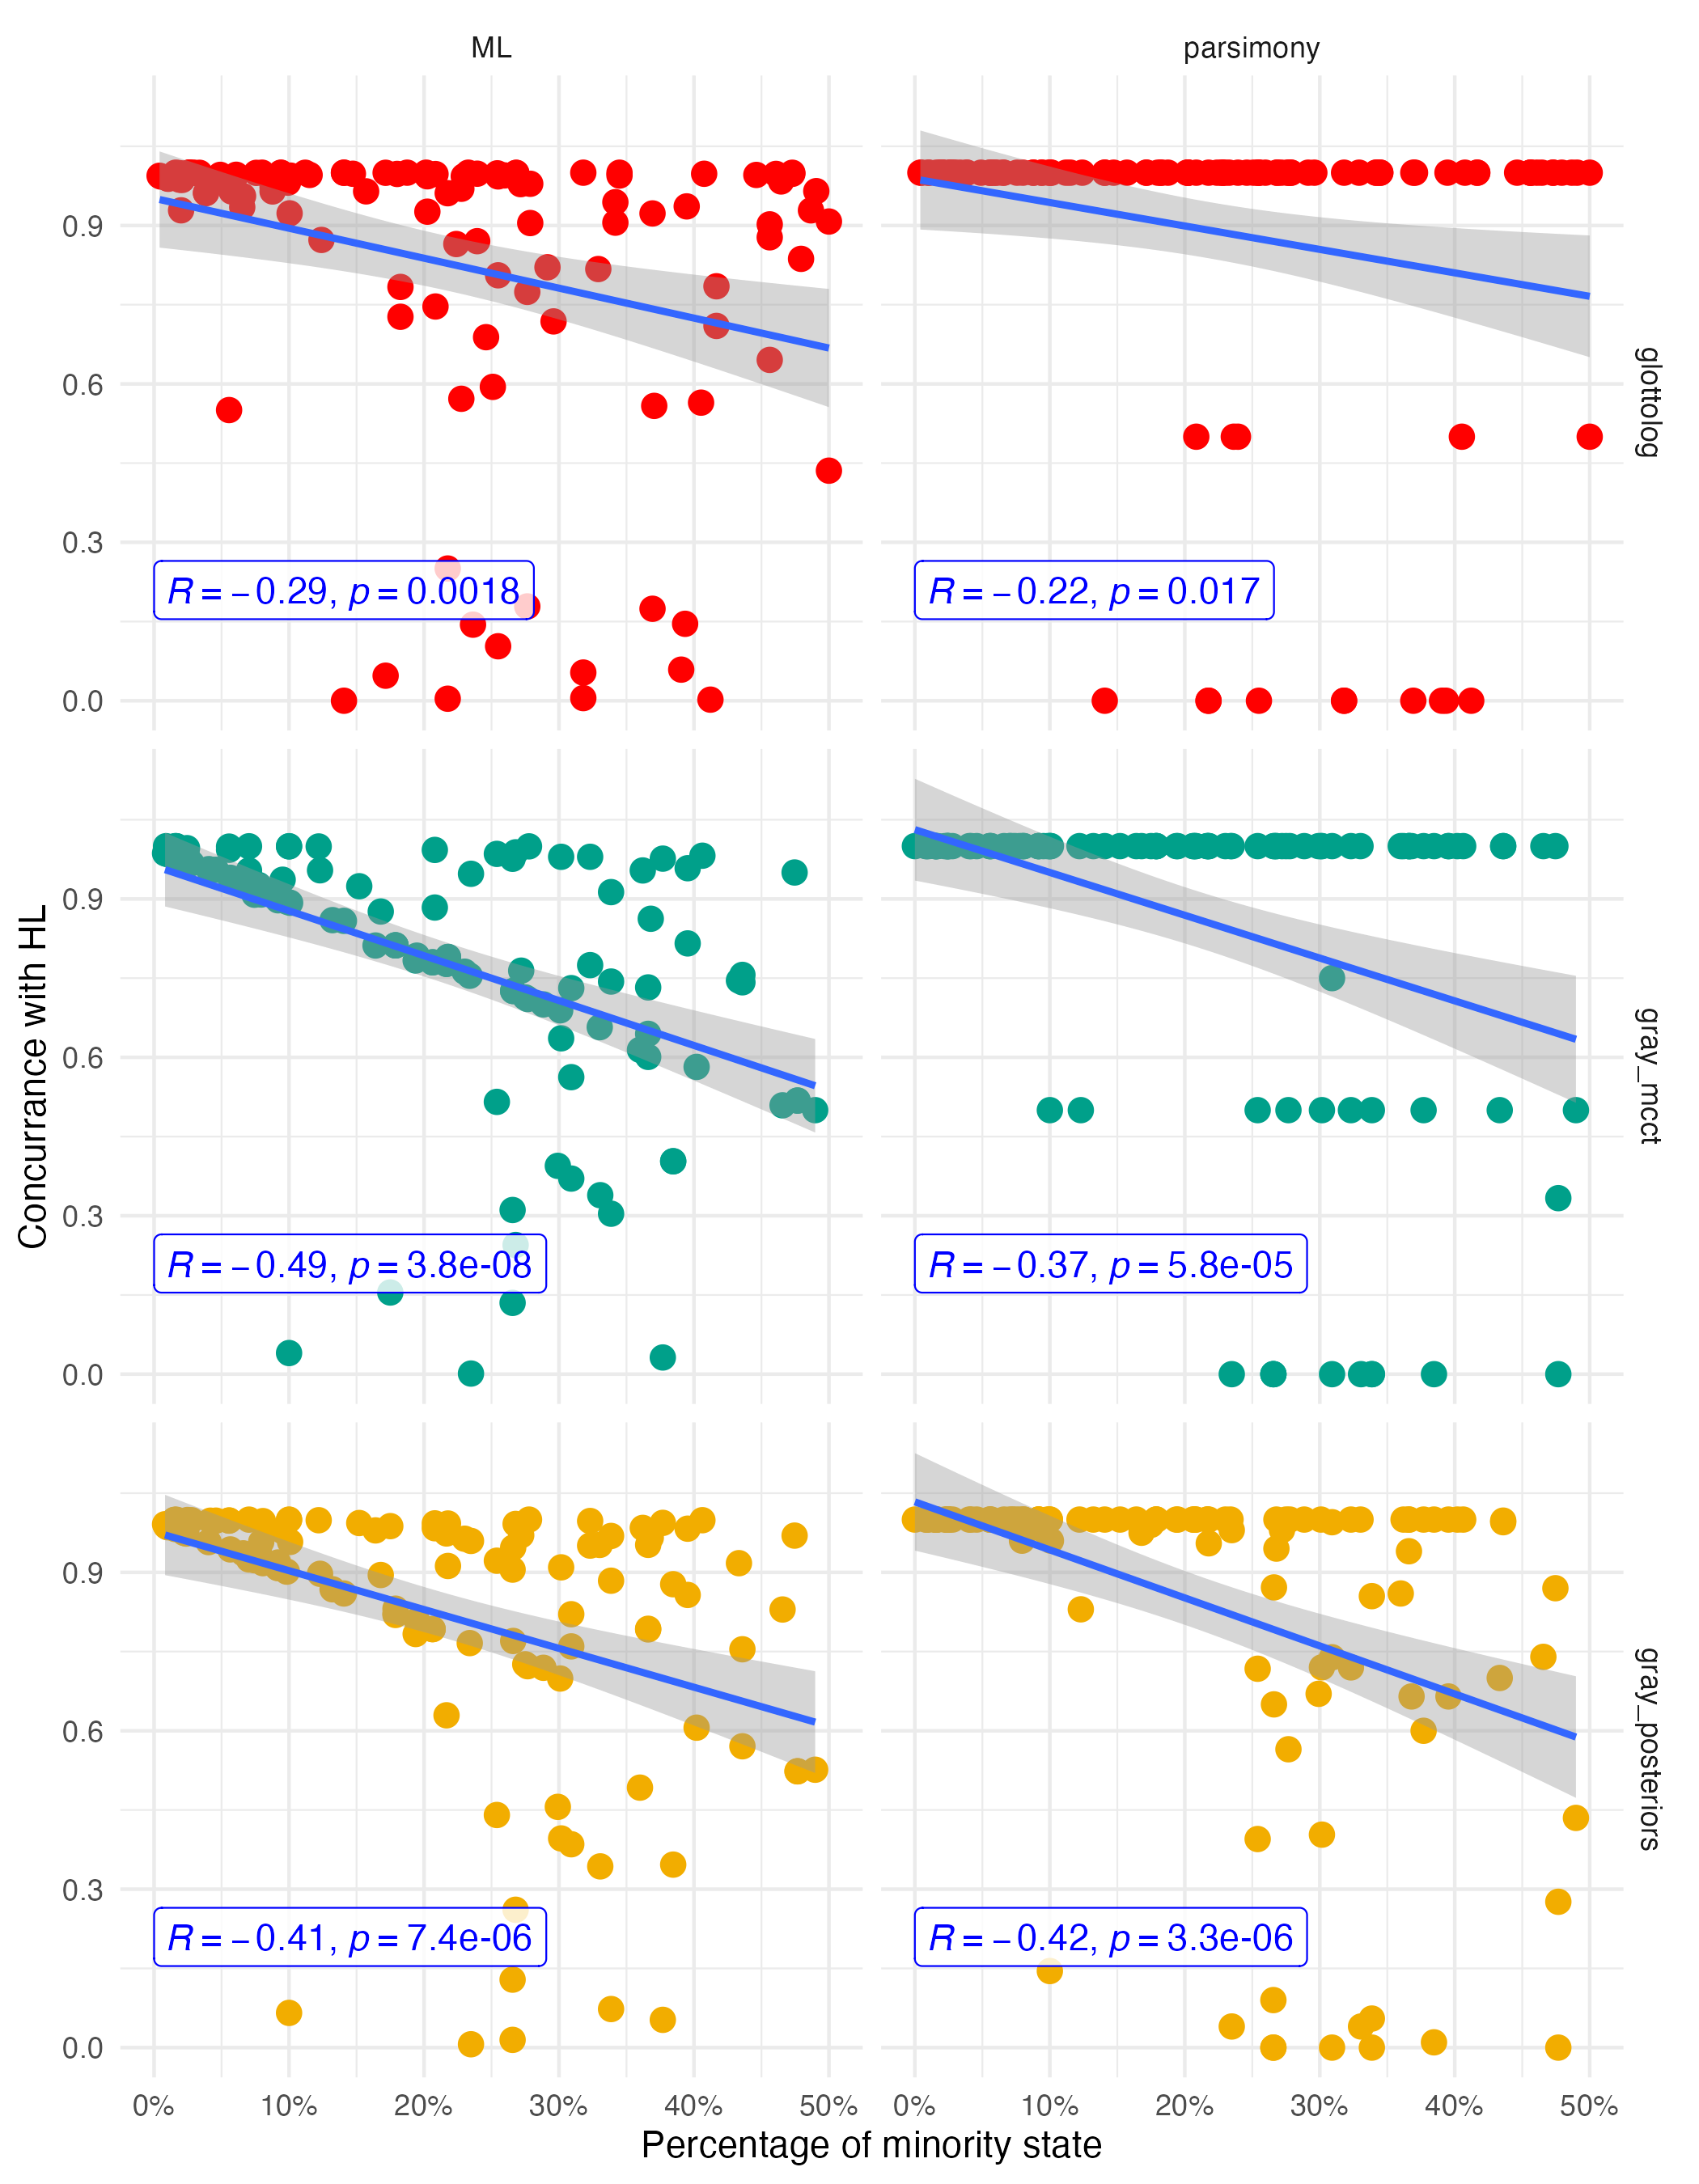 ML
parsimony
0.9
0.6
0.3
0.0
R = − 0.29, p = 0.0018
R = − 0.22, p = 0.017
glottolog
Concurrance with HL
0.9
0.6
0.3
0.0
R = − 0.49, p = 3.8e-08
R = − 0.37, p = 5.8e-05
gray_mcct
0.9
0.6
0.3
0.0
R = − 0.41, p = 7.4e-06
R = − 0.42, p = 3.3e-06
gray_posteriors
0% 10% 20% 30% 40% 50%
0% 10% 20% 30% 40% 50%
Percentage of minority state